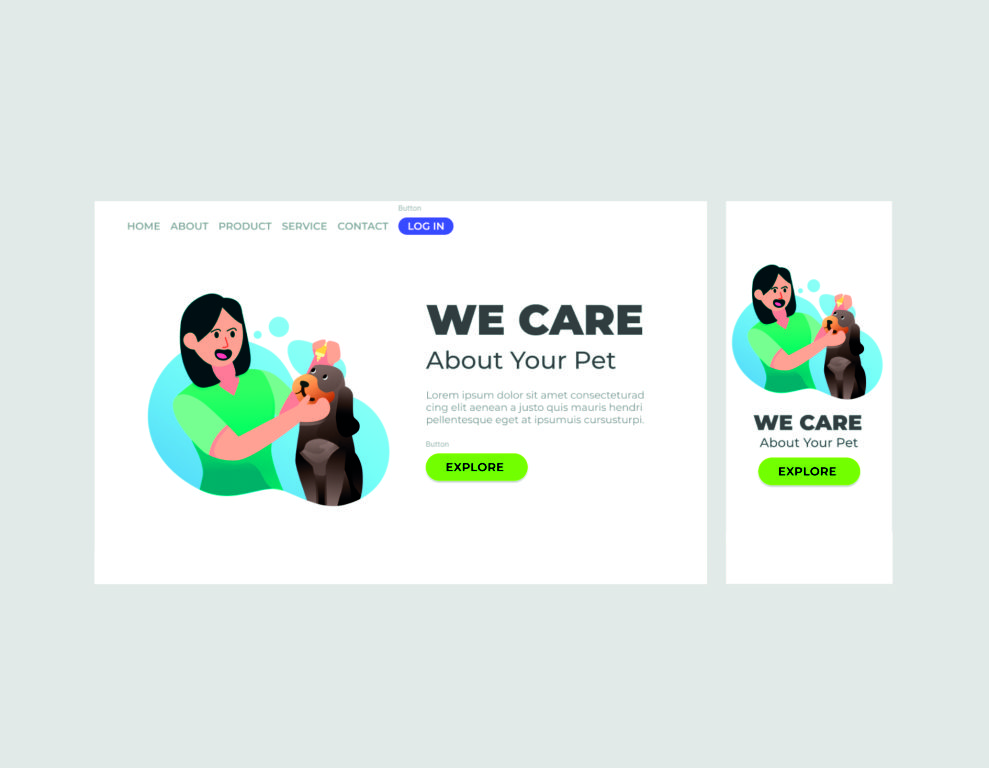 Button
HOME ABOUT PRODUCT SERVICE CONTACT LOG IN
WE CARE
About Your Pet
Lorem ipsum dolor sit amet consecteturad
cing elit aenean a justo quis mauris hendri
pellentesque eget at ipsumuis cursusturpi.
Button
EXPLORE
WE CARE
About Your Pet
EXPLORE